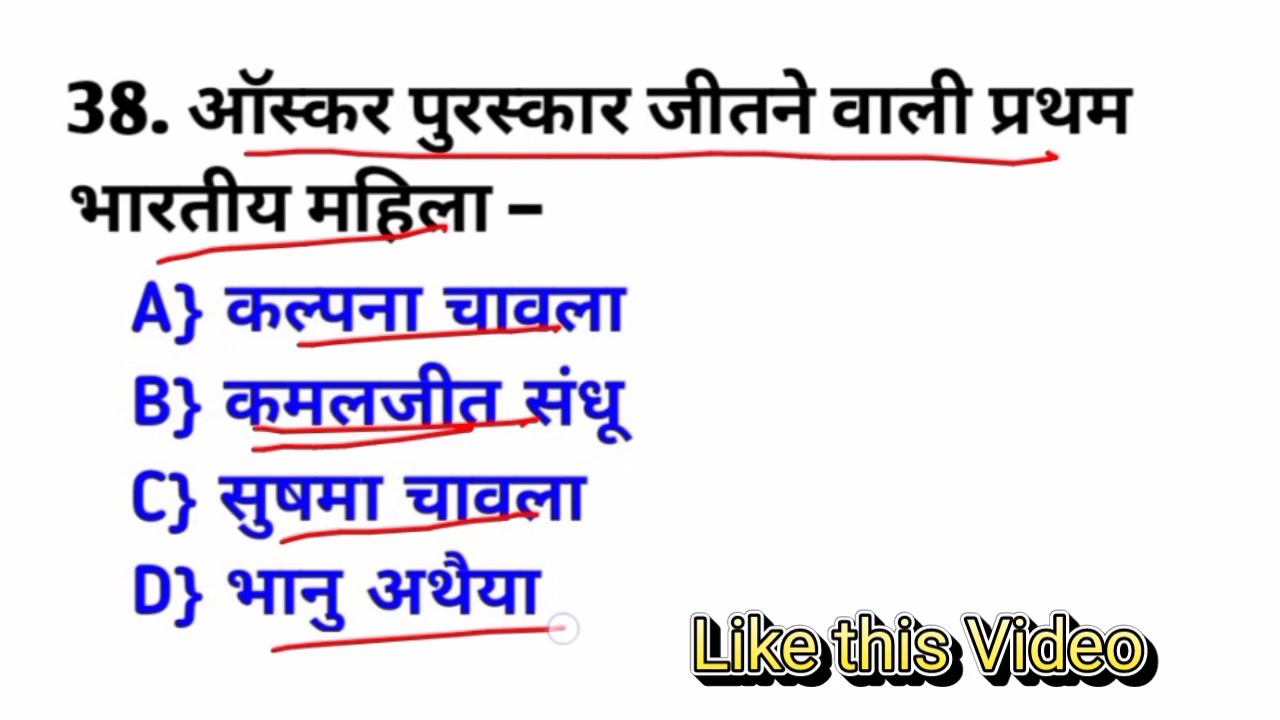 38. ऑस्कर पुरस्कार जीतने वाली प्रथम
भारतीय महिला –
A} कल्पना चावला
B} कमलजीत संधू
C} सुषमा चावला
D} भानु अथैया
Like this Video